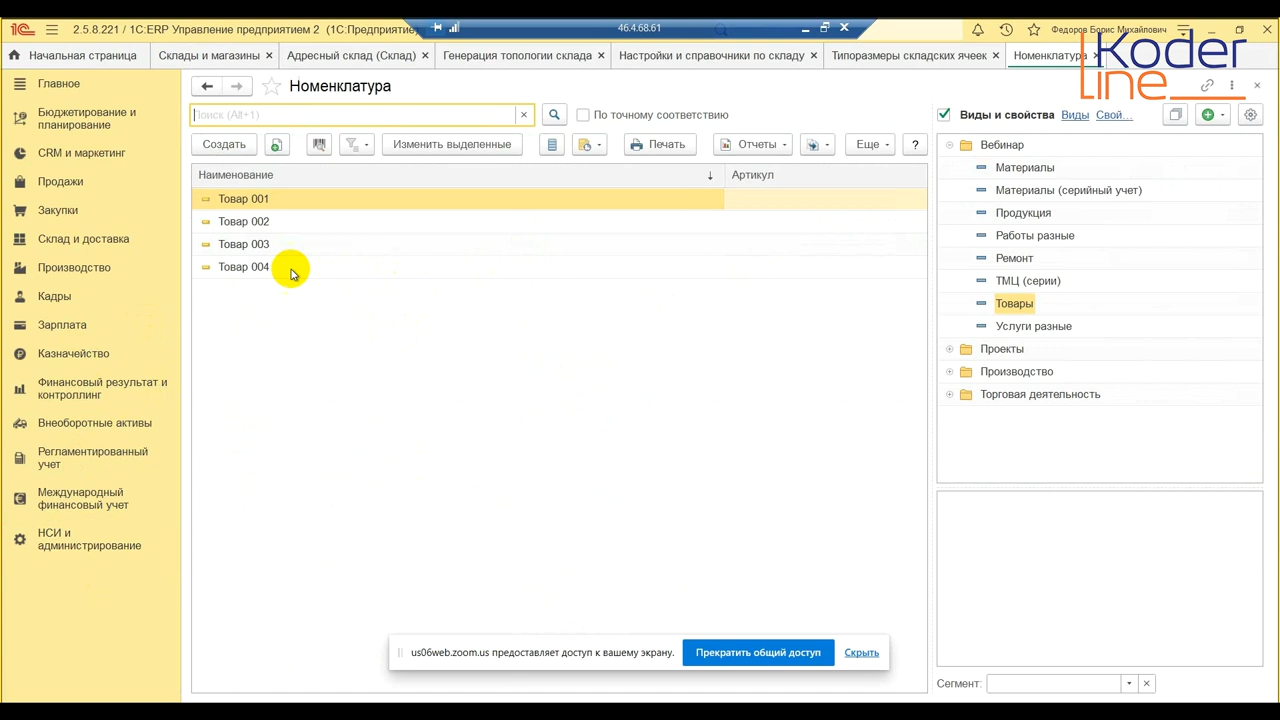 2.5.8.221 / 1С:ERP Управление предприятием 2 (1С:Предприятие)
46.4.68.61
Федоров Борис Михайлович
Koder
line
Начальная страница
Склады и магазины ×
Адресный склад (Склад) ×
Генерация топологии склада ×
Настройки и справочники по складу ×
Типоразмеры складских ячеек ×
Номенклатура ×
Главное
Бюджетирование и
планирование
CRM и маркетинг
Продажи
Закупки
Склад и доставка
Производство
Кадры
Зарплата
Казначейство
Финансовый результат и
контроллинг
Внеоборотные активы
Регламентированный
учет
Международный
финансовый учет
НСИ и
администрирование
Номенклатура
Поиск (Alt+1)
По точному соответствию
Создать
Изменить выделенные
Печать
Отчеты
Еще
?
Наименование
Артикул
Товар 001
Товар 002
Товар 003
Товар 004
Виды и свойства Виды Свой...
Вебинар
Материалы
Материалы (серийный учет)
Продукция
Работы разные
Ремонт
ТМЦ (серии)
Товары
Услуги разные
Проекты
Производство
Торговая деятельность
Сегмент:
us06web.zoom.us предоставляет доступ к вашему экрану.
Прекратить общий доступ
Скрыть